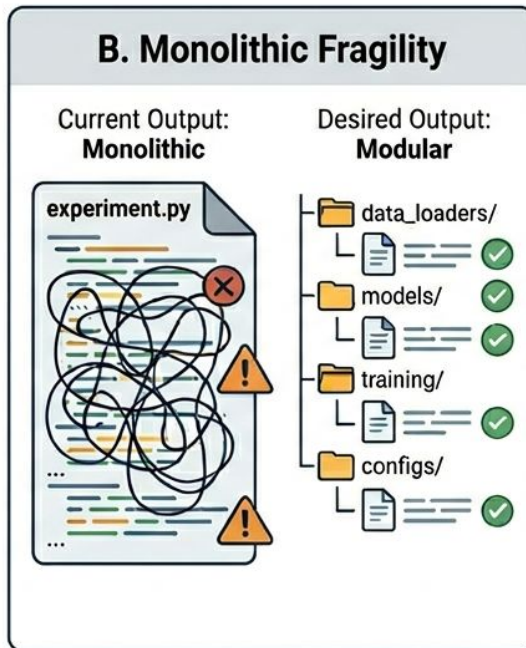 B. Monolithic Fragility
Current Output:
Monolithic
experiment.py
...
...
Desired Output:
Modular
data_loaders/
models/
training/
configs/